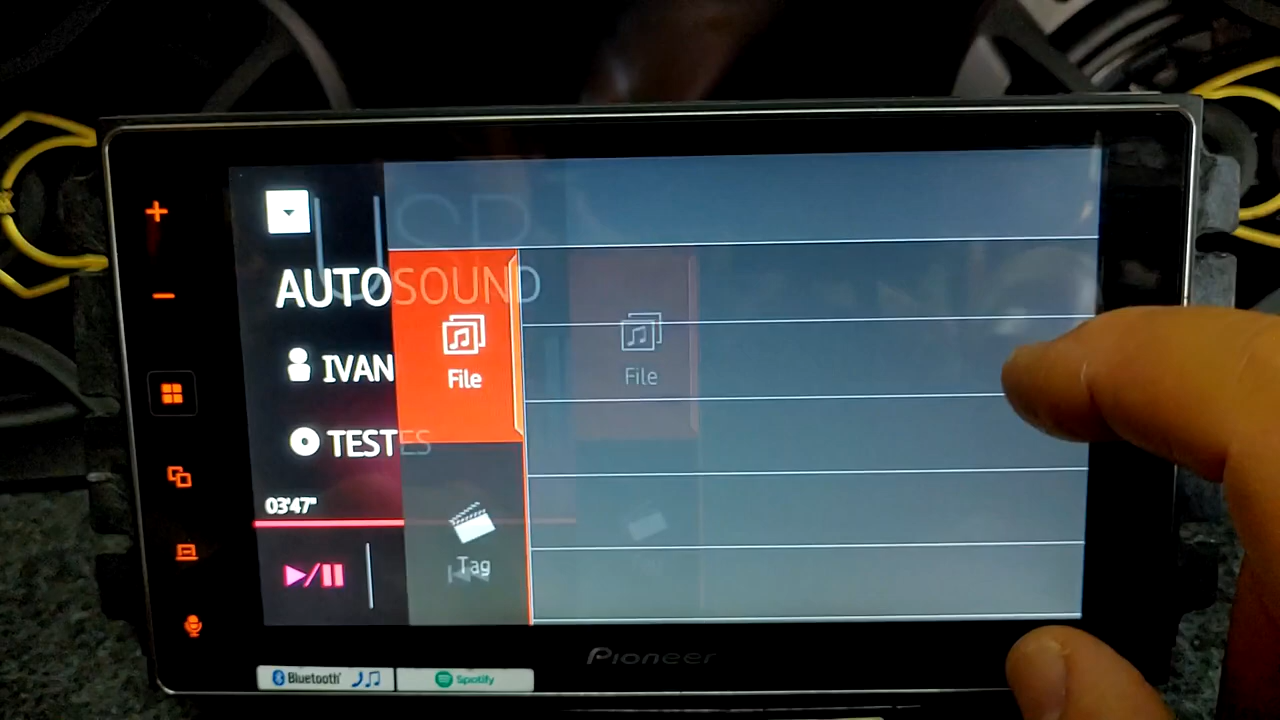 AUTOSOUND
File
File
IVAN
TESTES
03'47"
Tag
Pioneer
Bluetooth
Spotify